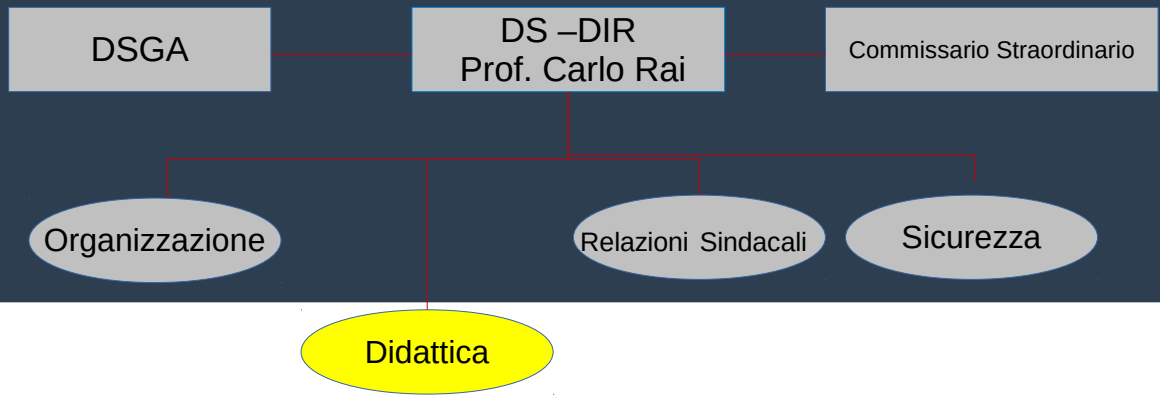 DSGA
DS –DIR
Prof. Carlo Rai
Commissario Straordinario
Organizzazione
Relazioni Sindacali
Sicurezza
Didattica